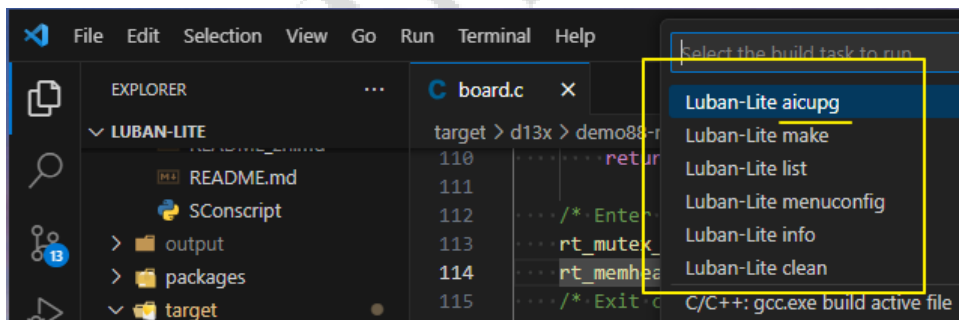 File Edit Selection View Go Run Terminal Help
Select the build task to run
EXPLORER ...
board.c
LUBAN-LITE
target > d13x > demo88-
README.md
SConscript
output
packages
target
13
110 retur
111
112 /* Enter
113 rt_mutex_
114 rt_memhea
115 /* Exit c
Luban-Lite aicupg
Luban-Lite make
Luban-Lite list
Luban-Lite menuconfig
Luban-Lite info
Luban-Lite clean
C/C++: gcc.exe build active file